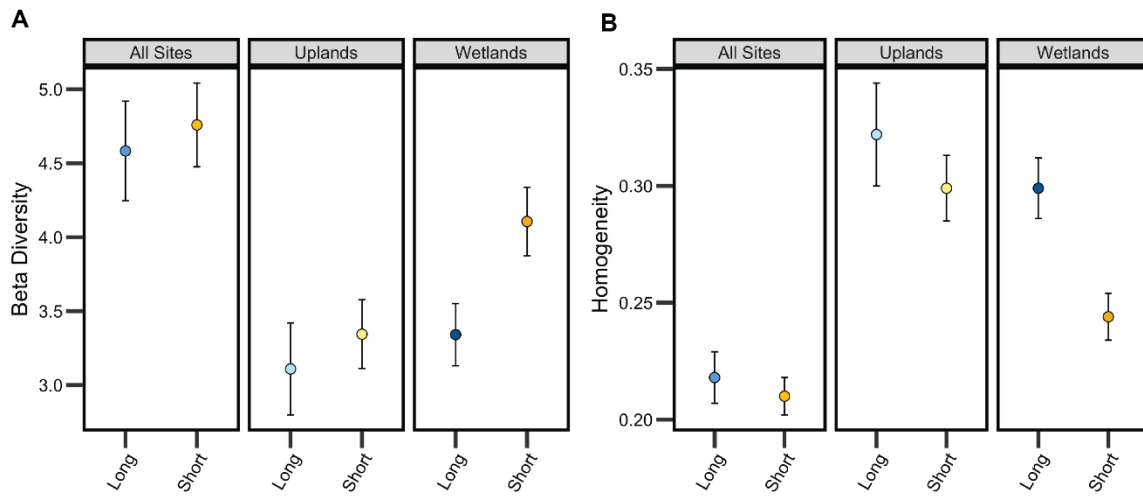 A
All Sites
Uplands
Wetlands
Beta Diversity
5.0
4.5
4.0
3.5
3.0
Long
Short
Long
Short
Long
Short
B
All Sites
Uplands
Wetlands
Homogeneity
0.35
0.30
0.25
0.20
Long
Short
Long
Short
Long
Short